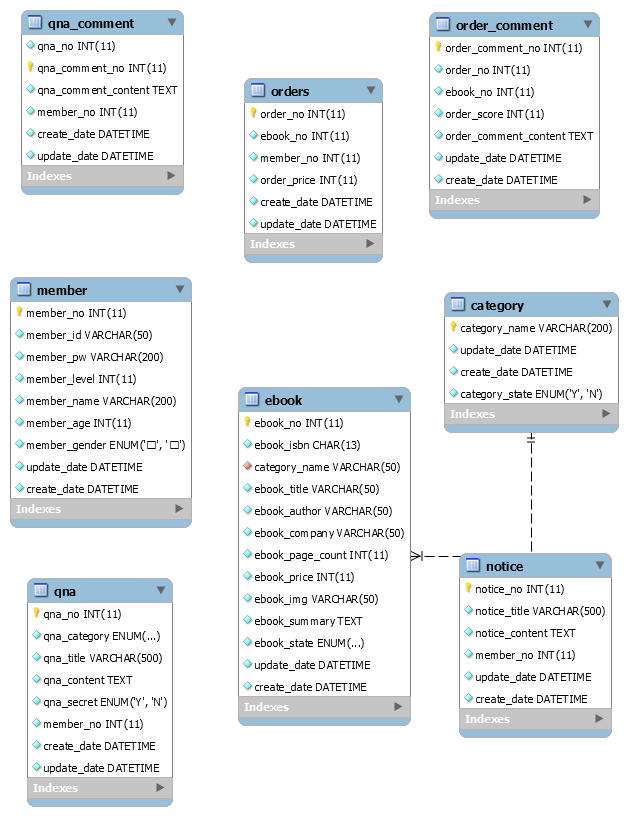 qna_comment
qna_no INT(11)
qna_comment_no INT(11)
qna_comment_content TEXT
member_no INT(11)
create_date DATETIME
update_date DATETIME
Indexes
order_comment
order_comment_no INT(11)
order_no INT(11)
ebook_no INT(11)
order_score INT(11)
order_comment_content TEXT
update_date DATETIME
create_date DATETIME
Indexes
orders
order_no INT(11)
ebook_no INT(11)
member_no INT(11)
order_price INT(11)
create_date DATETIME
update_date DATETIME
Indexes
member
member_no INT(11)
member_id VARCHAR(50)
member_pw VARCHAR(200)
member_level INT(11)
member_name VARCHAR(200)
member_age INT(11)
member_gender ENUM('□', '□')
update_date DATETIME
create_date DATETIME
Indexes
category
category_name VARCHAR(200)
update_date DATETIME
create_date DATETIME
category_state ENUM('Y', 'N')
Indexes
ebook
ebook_no INT(11)
ebook_isbn CHAR(13)
category_name VARCHAR(50)
ebook_title VARCHAR(50)
ebook_author VARCHAR(50)
ebook_company VARCHAR(50)
ebook_page_count INT(11)
ebook_price INT(11)
ebook_img VARCHAR(50)
ebook_summary TEXT
ebook_state ENUM(...)
update_date DATETIME
create_date DATETIME
Indexes
notice
notice_no INT(11)
notice_title VARCHAR(500)
notice_content TEXT
member_no INT(11)
update_date DATETIME
create_date DATETIME
Indexes
qna
qna_no INT(11)
qna_category ENUM(...)
qna_title VARCHAR(500)
qna_content TEXT
qna_secret ENUM('Y', 'N')
member_no INT(11)
create_date DATETIME
update_date DATETIME
Indexes